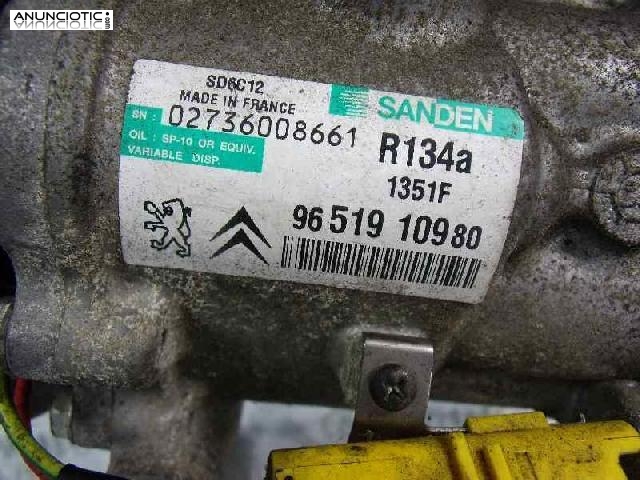 ANUNCIOTIC
.com
SD6C12
MADE IN FRANCE
SANDEN
SN : 02736008661
OIL : SP-10 OR EQUIV.
VARIABLE DISP.
R134a
1351F
96 519 109 80